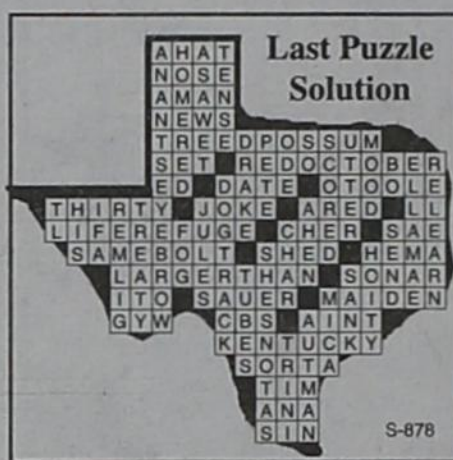 Last Puzzle
Solution
AHAT
NOSE
AMAN
NEWS
TREEDPOSSUM
SET REDOCTOBER
ED DATE OTOOLE
THIRTY JOKE ARED LL
LIFEREFUGE CHER SAE
SAMEBOLT SHED HEMA
LARGERTHAN SONAR
ITO SAUER MAIDEN
GYW CBS AINT
KENTUCKY
SORTA
TIM
ANA
SIN
S-878